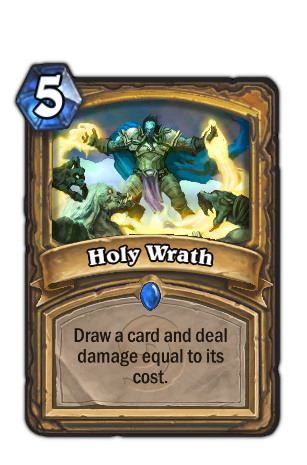 5
Holy Wrath
Draw a card and deal
damage equal to its
cost.